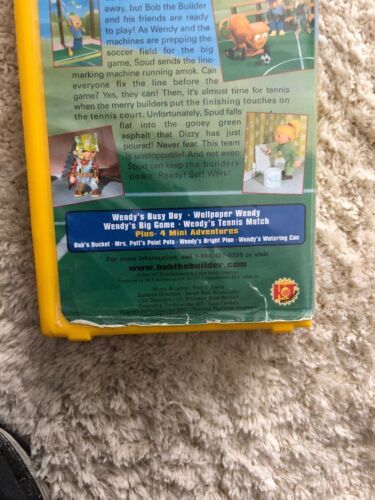 away, but Bob the Builder
and his friends are ready
to play! As Wendy and the
machines are prepping the
soccer field for the big
game, Spud sends the line-
marking machine running amok. Can
everyone fix the line before the
game? Yes, they can! Then, it's almost time for tennis
when the merry builders put the finishing touches on
the tennis court. Unfortunately, Spud falls
flat into the gooey green
asphalt that Dizzy has just
poured! Never fear. This team
is unstoppable! And not even
Spud can keep the builders
down. Ready! Set! Work!
Wendy's Busy Day • Wallpaper Wendy
Wendy's Big Game • Wendy's Tennis Match
Plus- 4 Mini Adventures
Bob's Bucket • Mrs. Pott's Paint Pots • Wendy's Bright Plan • Wendy's Watering Can
For more information, call or visit
www.bobthebuilder.com